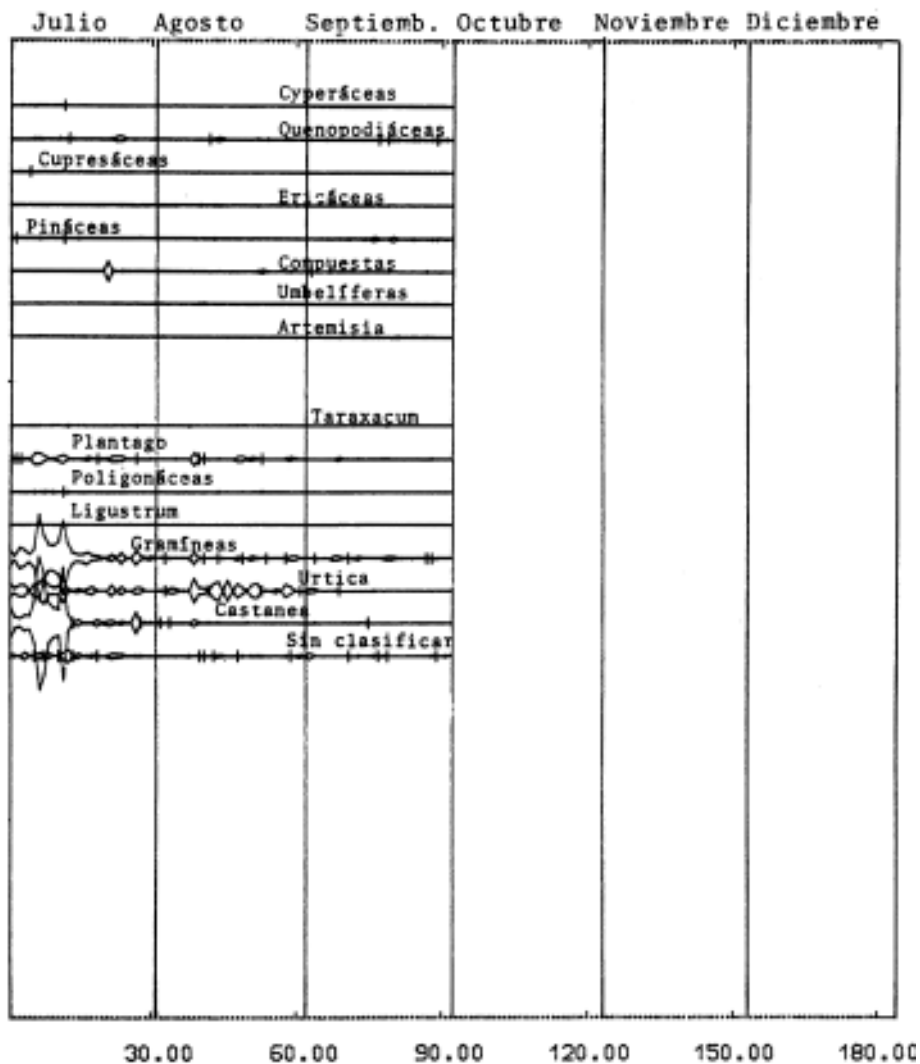 Julio Agosto Septiemb. Octubre Noviembre Diciembre
Cyperáceas
Quenopodiáceas
Cupresáceas
Ericáceas
Pináceas
Compuestas
Umbelíferas
Artemisia
Taraxacum
Plantago
Poligonáceas
Ligustrum
Gramíneas
Urtica
Castanea
Sin clasificar
30.00 60.00 90.00 120.00 150.00 180.00